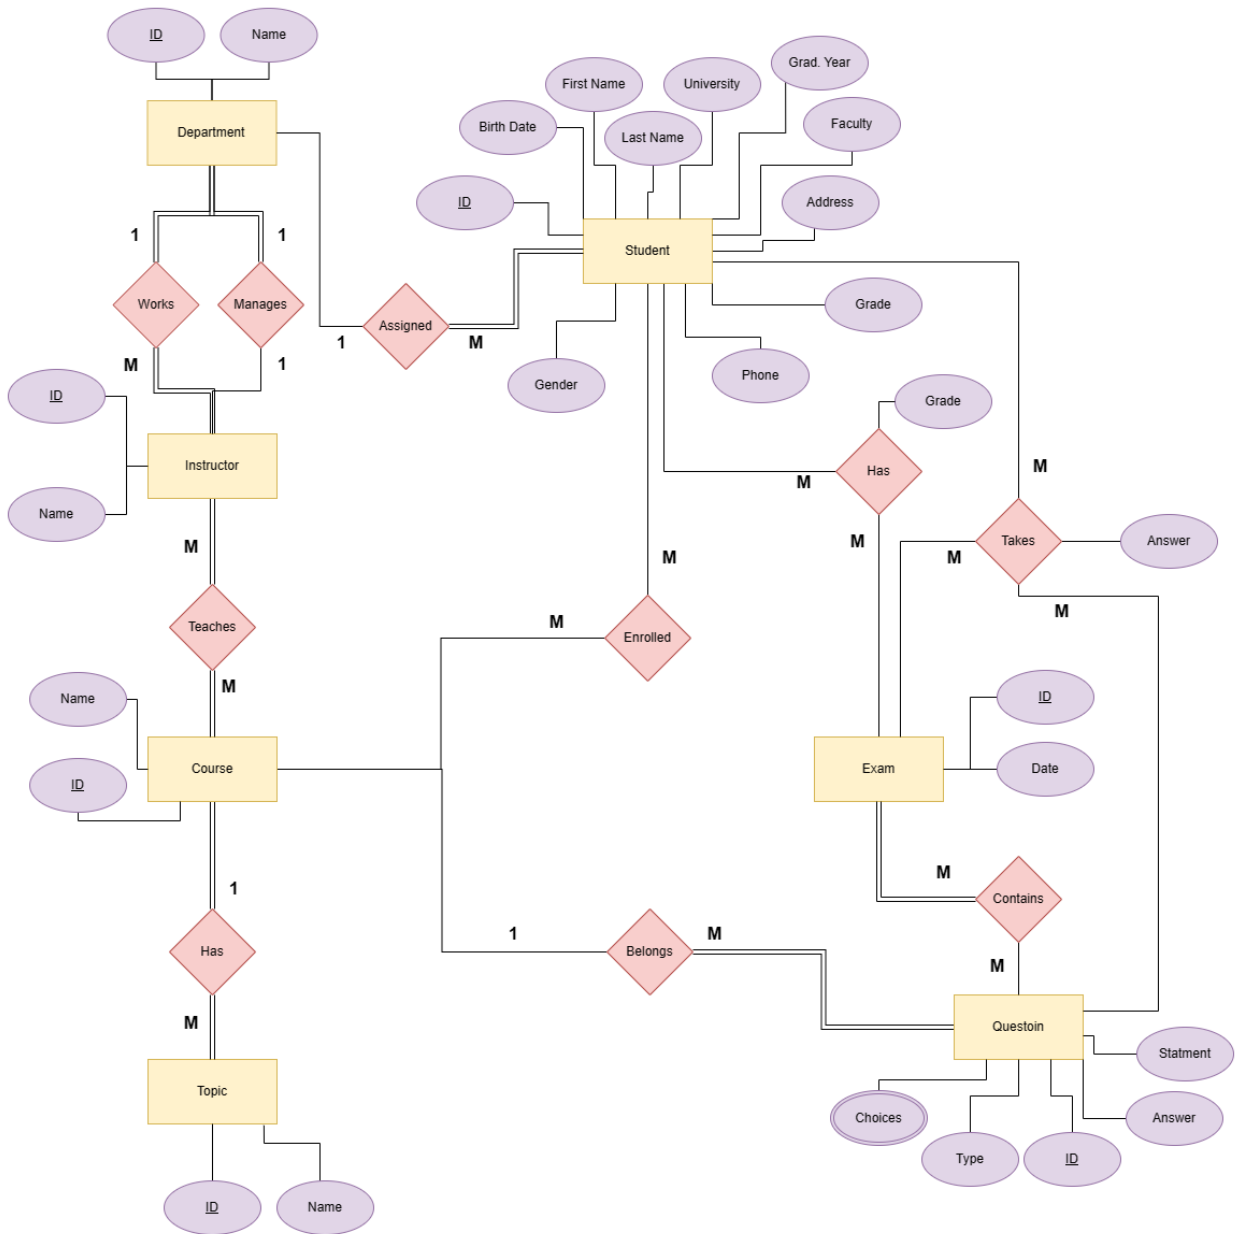 ID
Name
Department
First Name
University
Grad. Year
Birth Date
Last Name
Faculty
ID
Address
Student
1
1
Works
Manages
Assigned
1
M
Grade
M
1
Gender
Phone
ID
Grade
Instructor
M
Has
M
Name
M
M
M
Takes
Answer
M
M
M
Teaches
M
Enrolled
M
Name
ID
Course
Exam
Date
ID
1
M
Contains
Has
1
Belongs
M
M
M
Questoin
Statment
Topic
Choices
Answer
Type
ID
ID
Name